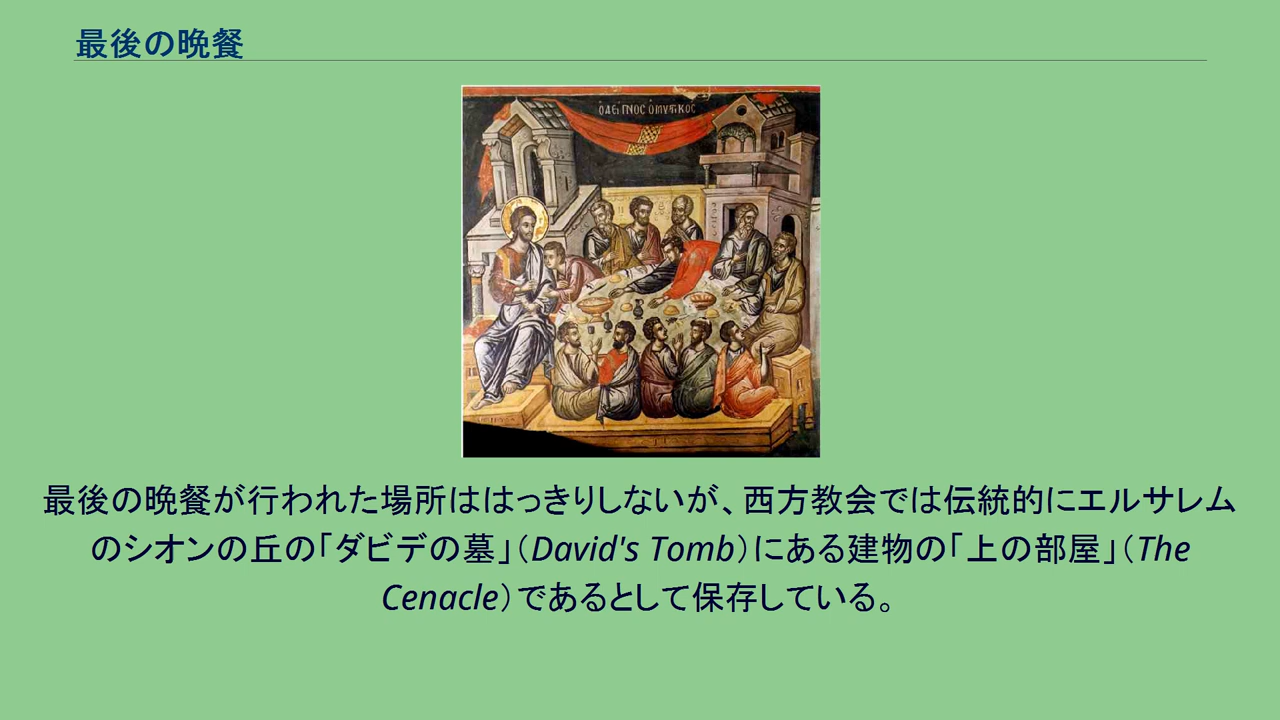 最後の晩餐
最後の晩餐が行われた場所ははっきりしないが、西方教会では伝統的にエルサレム
のシオンの丘の「ダビデの墓」（David's Tomb）にある建物の「上の部屋」（The
Cenacle）であるとして保存している。